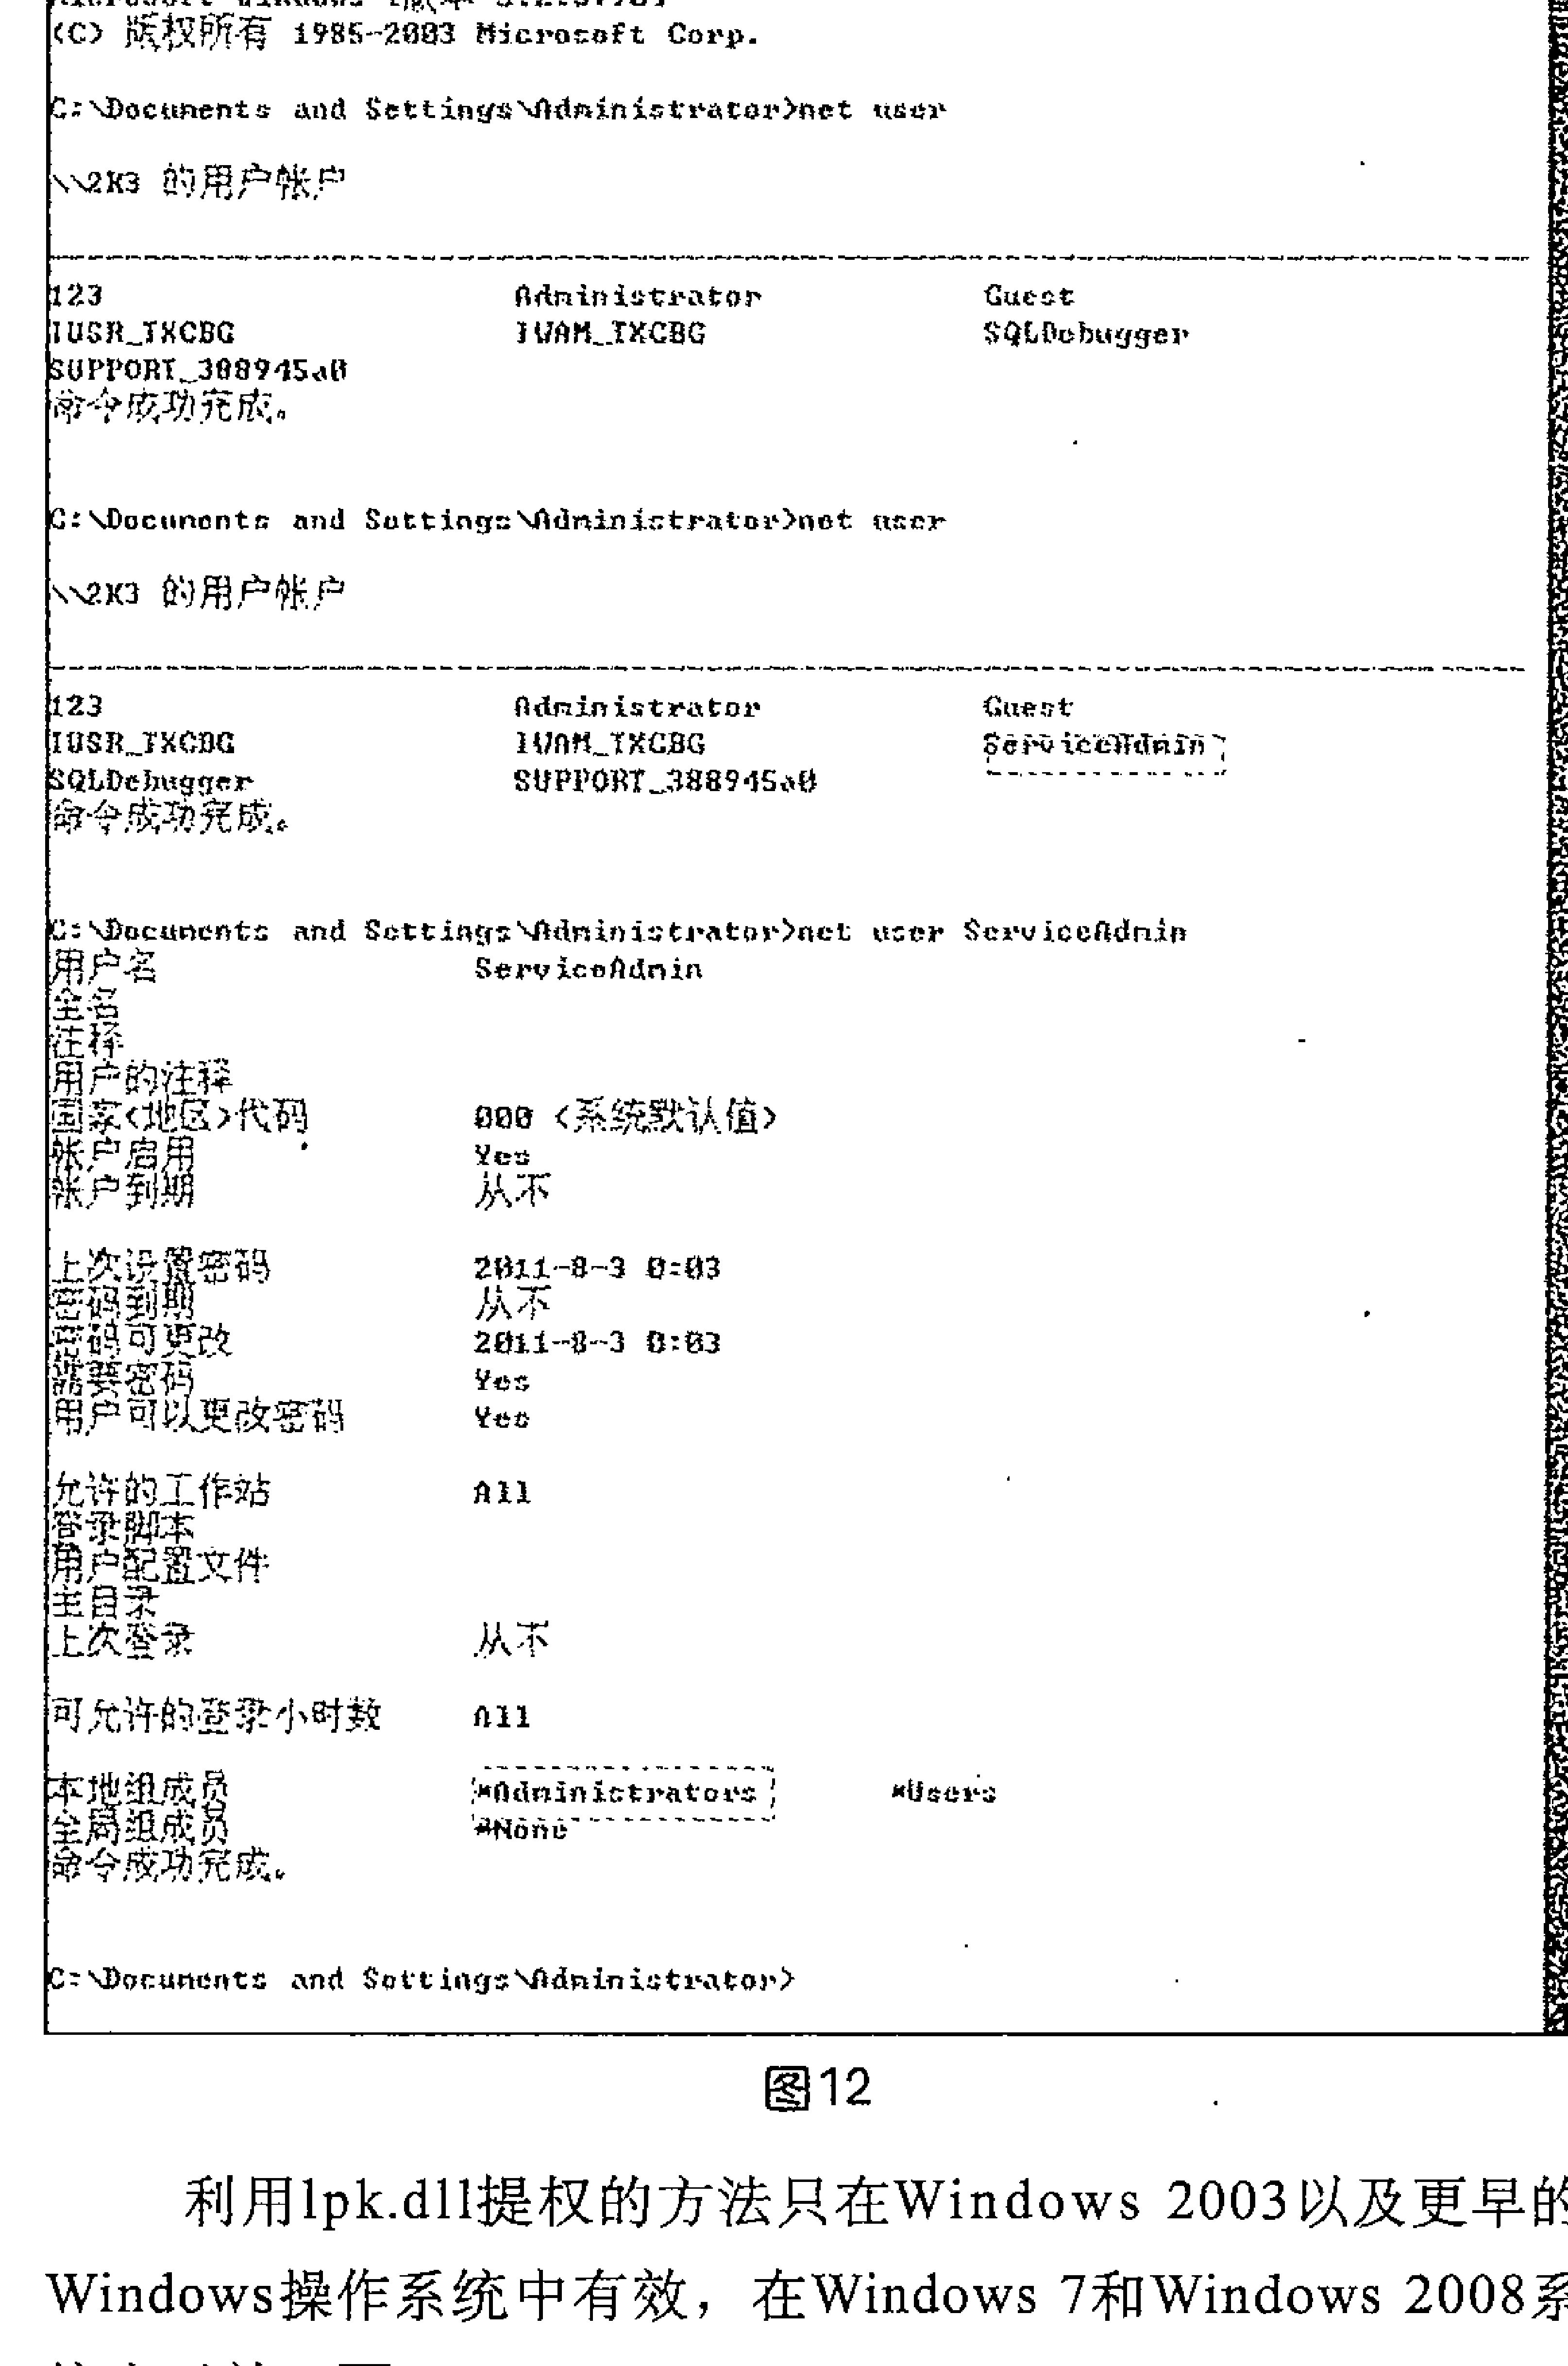 (C) 版权所有 1985-2003 Microsoft Corp.
C:\Documents and Settings\Administrator>net user
\\2K3 的用户帐户
123 Administrator Guest
IUSR_TXCBG IWAM_TXCBG SQLDebugger
SUPPORT_388945a0
命令成功完成。
C:\Documents and Settings\Administrator>net user
\\2K3 的用户帐户
123 Administrator Guest
IUSR_TXCBG IWAM_TXCBG ServiceAdmin
SQLDebugger SUPPORT_388945a0
命令成功完成。
C:\Documents and Settings\Administrator>net user ServiceAdmin
用户名 ServiceAdmin
全名
注释
用户的注释
国家(地区)代码 000 (系统默认值)
帐户启用 Yes
帐户到期 从不
上次设置密码 2011-8-3 0:03
密码到期 从不
密码可更改 2011-8-3 0:03
需要密码 Yes
用户可以更改密码 Yes
允许的工作站 All
登录脚本
用户配置文件
主目录
上次登录 从不
可允许的登录小时数 All
本地组成员 *Administrators *Users
全局组成员 *None
命令成功完成。
C:\Documents and Settings\Administrator>
图12
利用lpk.dll提权的方法只在Windows 2003以及更早的
Windows操作系统中有效，在Windows 7和Windows 2008系